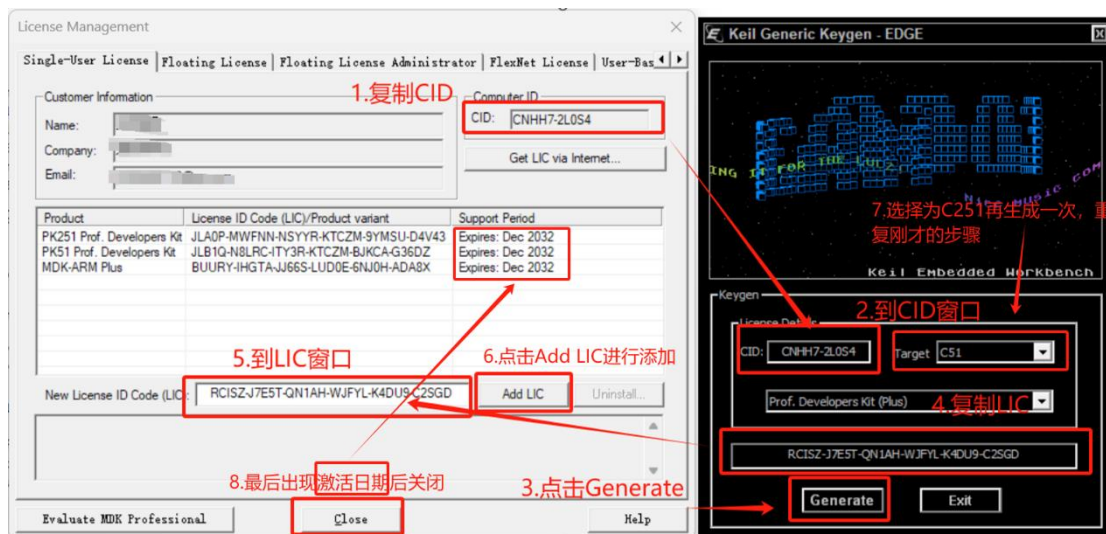 License Management
Single-User License
Floating License
Floating License Administrator
FlexNet License
User-Bas
Customer Information
Name:
Company:
Email:
1.复制CID
Computer ID
CID:
CNHH7-2L0S4
Get LIC via Internet...
Product
License ID Code (LIC)/Product variant
Support Period
PK251 Prof. Developers Kit
JLA0P-MWFNN-NSYYR-KTCZM-9YMSU-D4V43
Expires: Dec 2032
PK51 Prof. Developers Kit
JLB1Q-N8LRC-ITY3R-KTCZM-BJKCA-G36DZ
Expires: Dec 2032
MDK-ARM Plus
BUURY-IHGTA-JJ66S-LUD0E-6NJ0H-ADA8X
Expires: Dec 2032
5.到LIC窗口
6.点击Add LIC进行添加
New License ID Code (LIC):
RCISZ-J7E5T-QN1AH-WJFYL-K4DU9-C2SGD
Add LIC
Uninstall...
8.最后出现激活日期后关闭
3.点击Generate
Evaluate MDK Professional
Close
Help
Keil Generic Keygen - EDGE
ING IT FOR THE LULZ
MUSIC COM
7.选择为C251再生成一次，重
复刚才的步骤
Keil Embedded Workbench
Keygen
2.到CID窗口
License Details
CID:
CNHH7-2L0S4
Target
C51
Prof. Developers Kit (Plus)
4.复制LIC
RCISZ-J7E5T-QN1AH-WJFYL-K4DU9-C2SGD
Generate
Exit